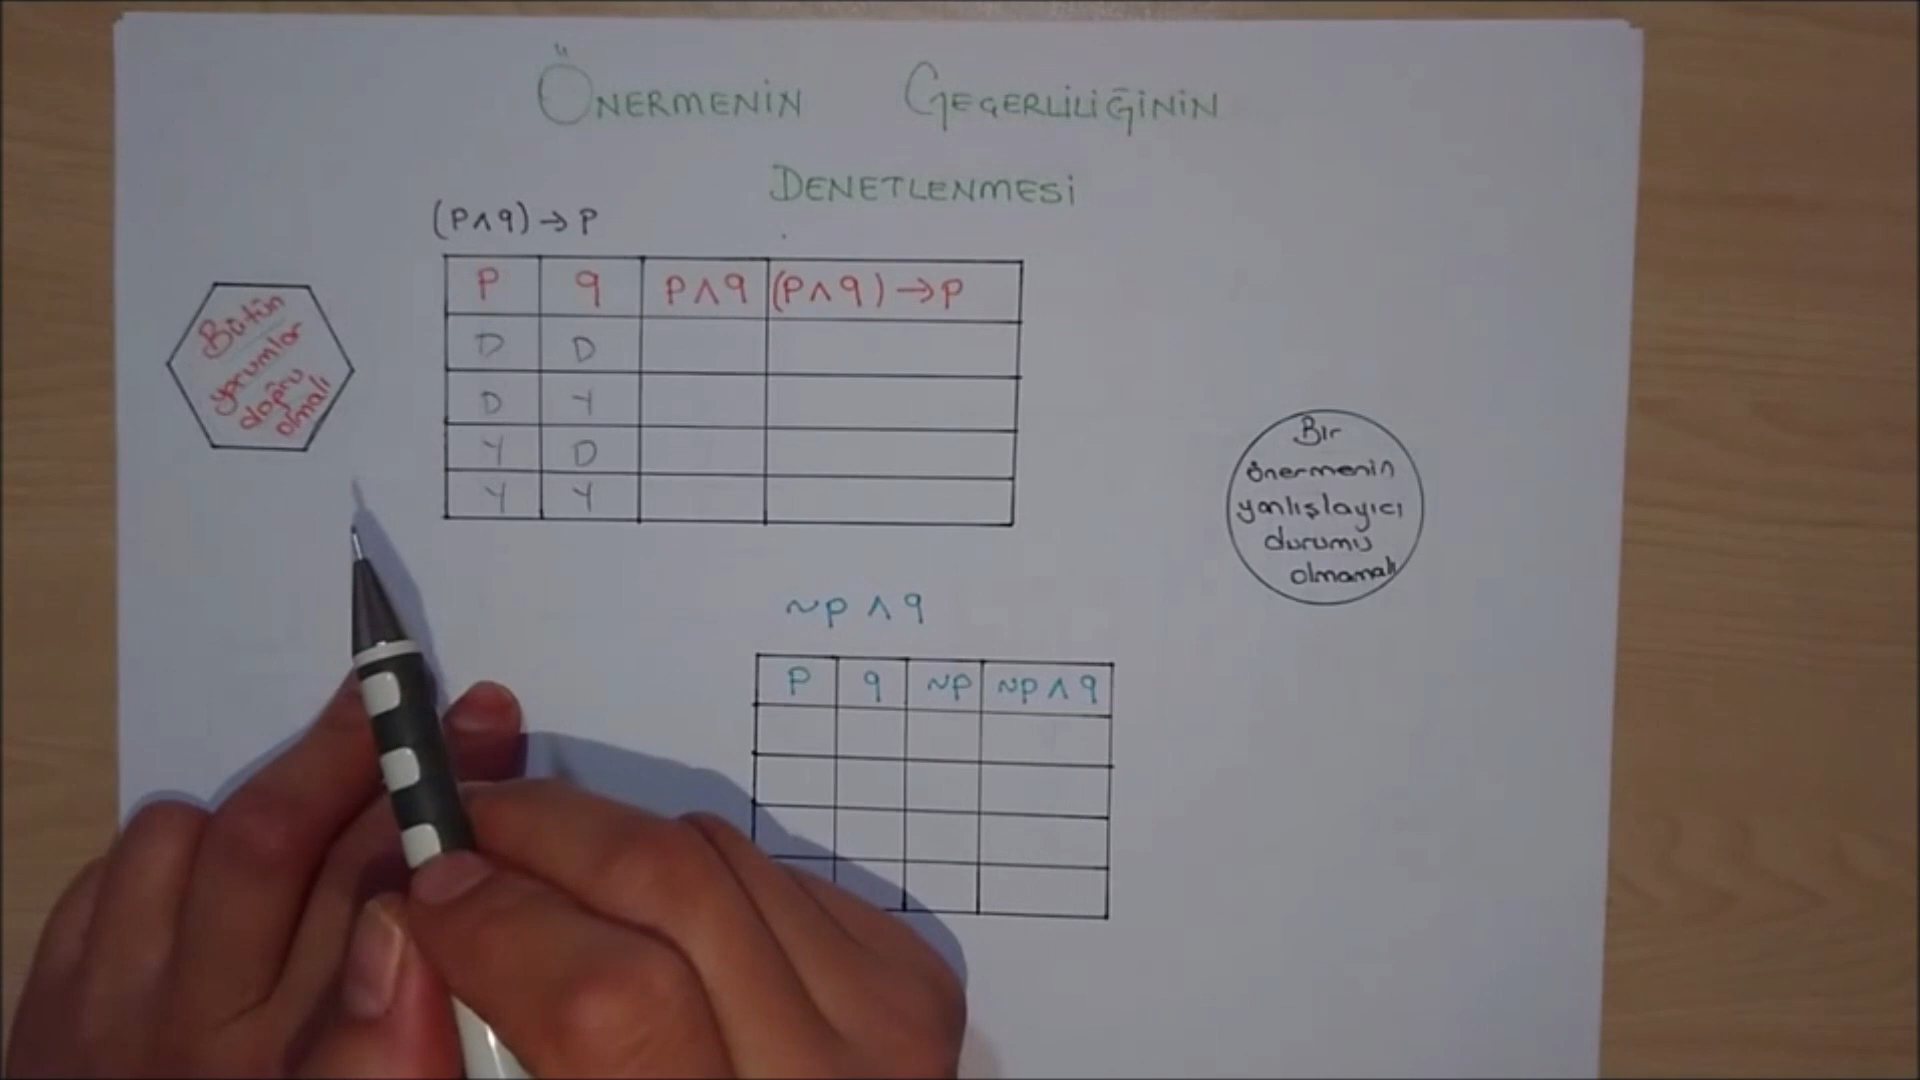 ÖNERMENİN GEÇERLİLİĞİNİN
DENETLENMESİ
(P∧q)→P
P q P∧q (P∧q)→P
D D
D Y
Y D
Y Y
Bütün
yorumlar
doğru
olmalı
Bir
önermenin
yanlışlayıcı
durumu
olmamalı
~p∧q
P q ~p ~p∧q